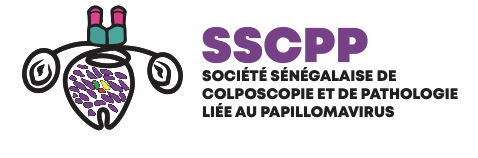 SSCPP
SOCIÉTÉ SÉNÉGALAISE DE
COLPOSCOPIE ET DE PATHOLOGIE
LIÉE AU PAPILLOMAVIRUS